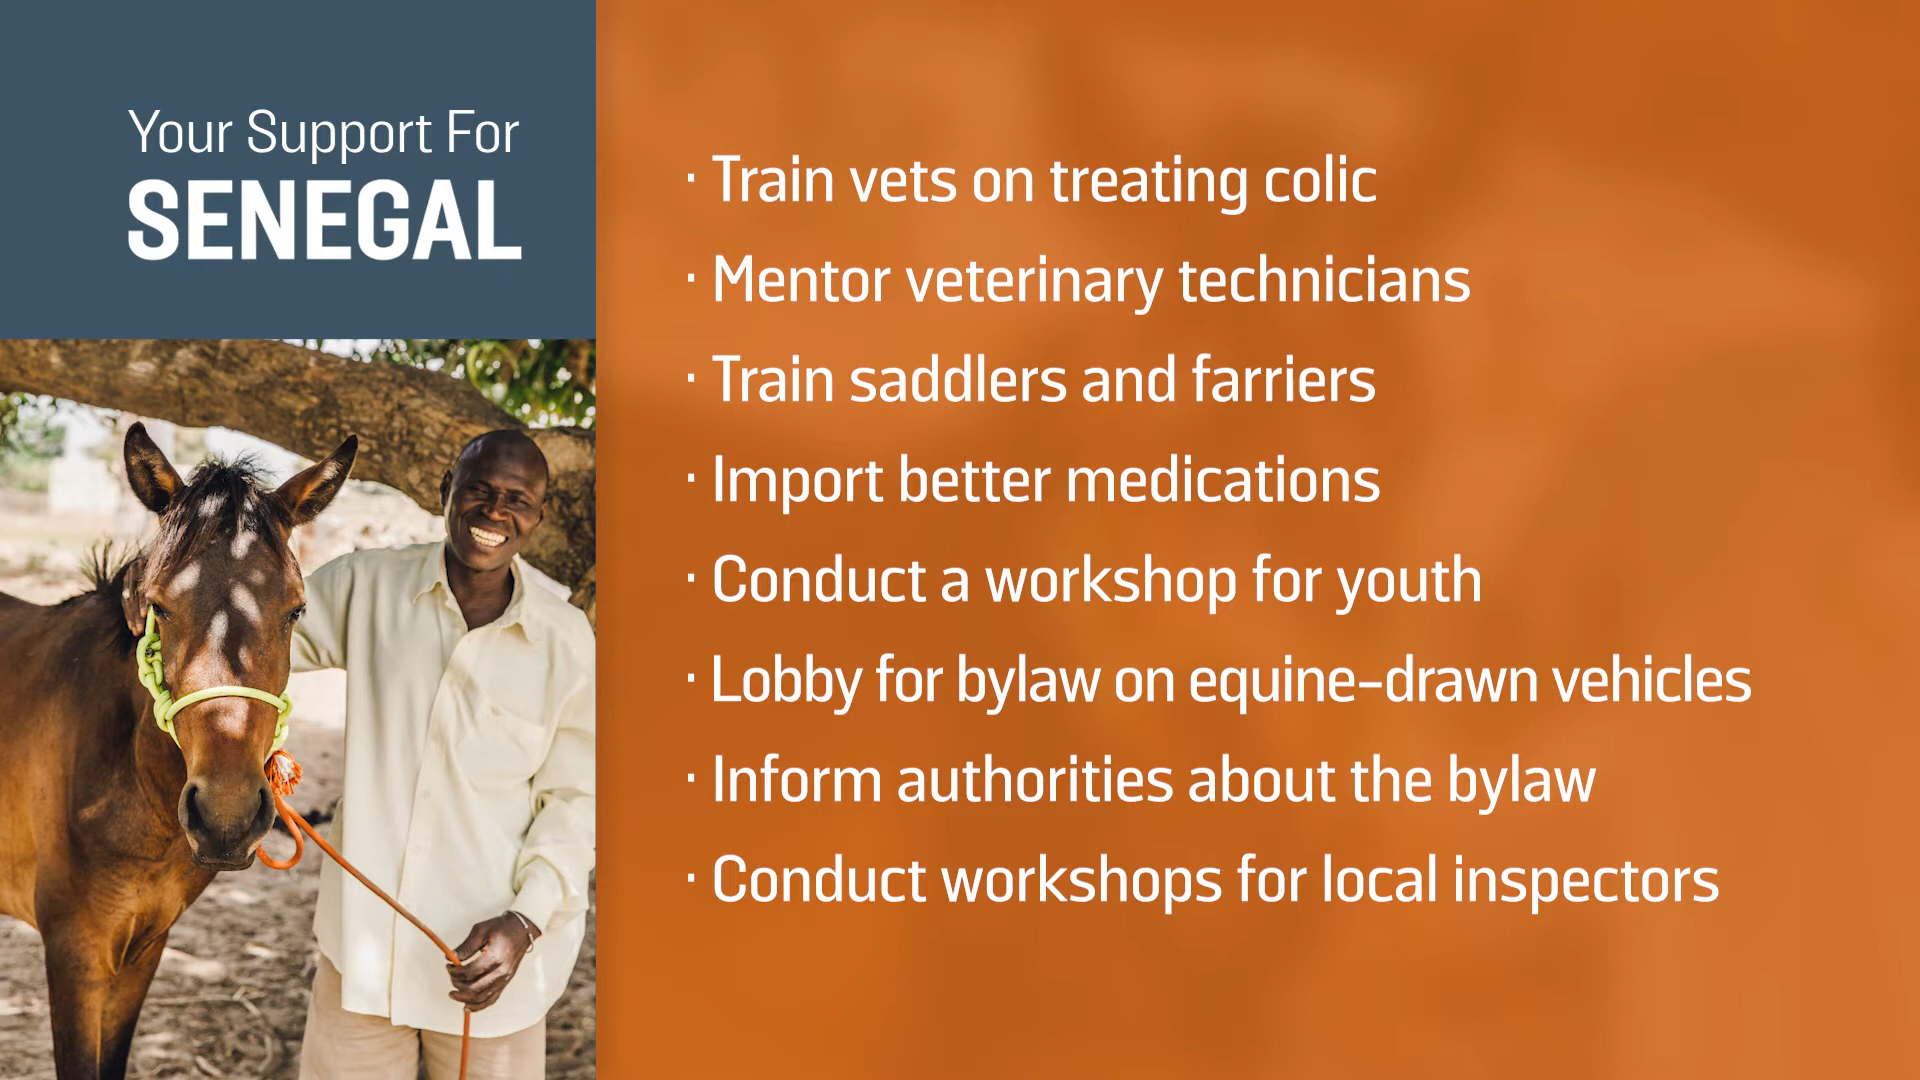 Your Support For
SENEGAL
· Train vets on treating colic
· Mentor veterinary technicians
· Train saddlers and farriers
· Import better medications
· Conduct a workshop for youth
· Lobby for bylaw on equine-drawn vehicles
· Inform authorities about the bylaw
· Conduct workshops for local inspectors